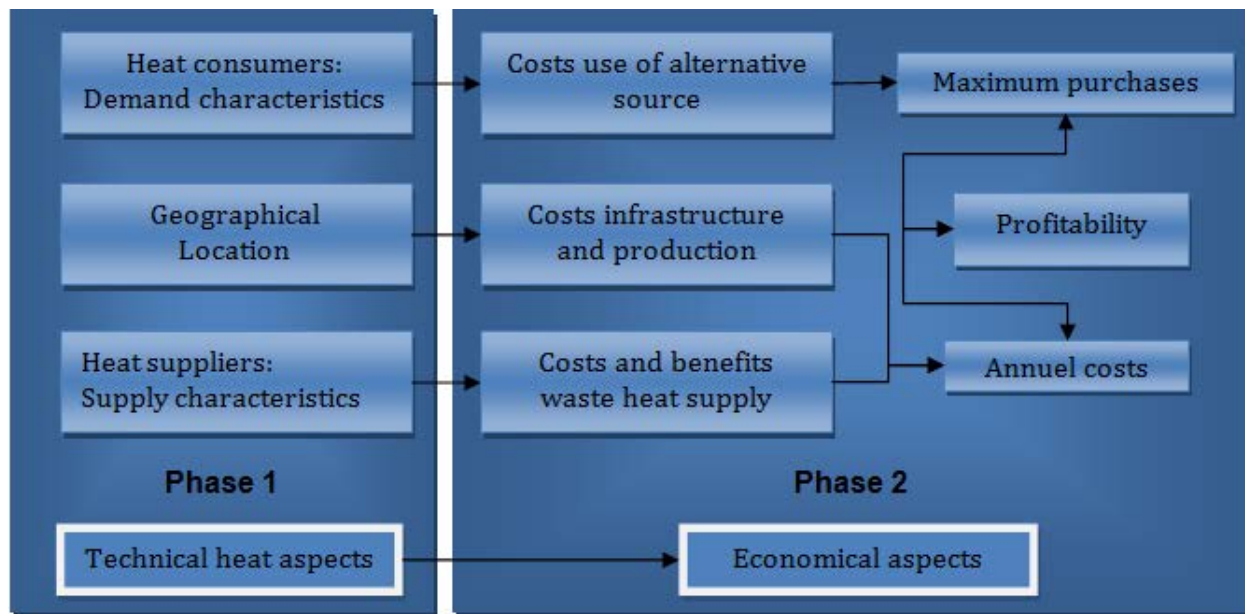 Heat consumers:
Demand characteristics
Costs use of alternative
source
Maximum purchases
Geographical
Location
Costs infrastructure
and production
Profitability
Heat suppliers:
Supply characteristics
Costs and benefits
waste heat supply
Annuel costs
Phase 1
Phase 2
Technical heat aspects
Economical aspects